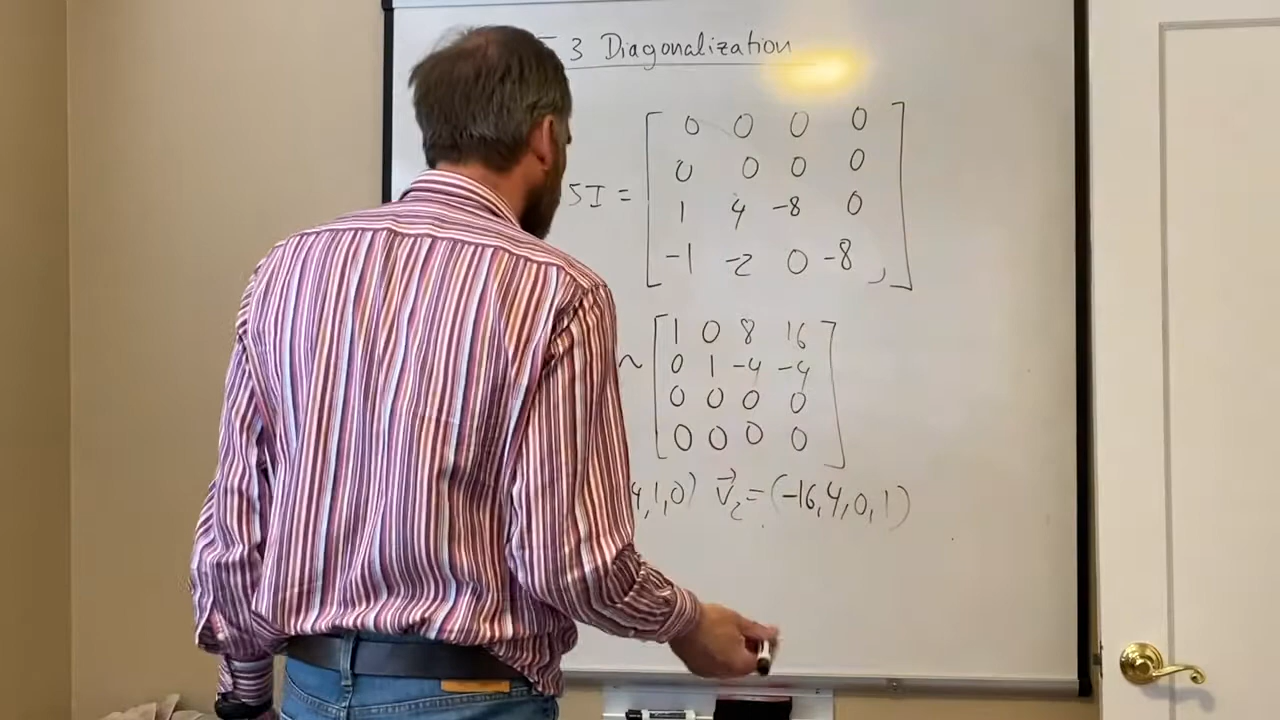 3 Diagonalization
0 0 0 0
0 0 0 0
5I =
1 4 -8 0
-1 -2 0 -8
1 0 8 16
~ 0 1 -4 -4
0 0 0 0
0 0 0 0
4,1,0) v⃗₂=(-16,4,0,1)